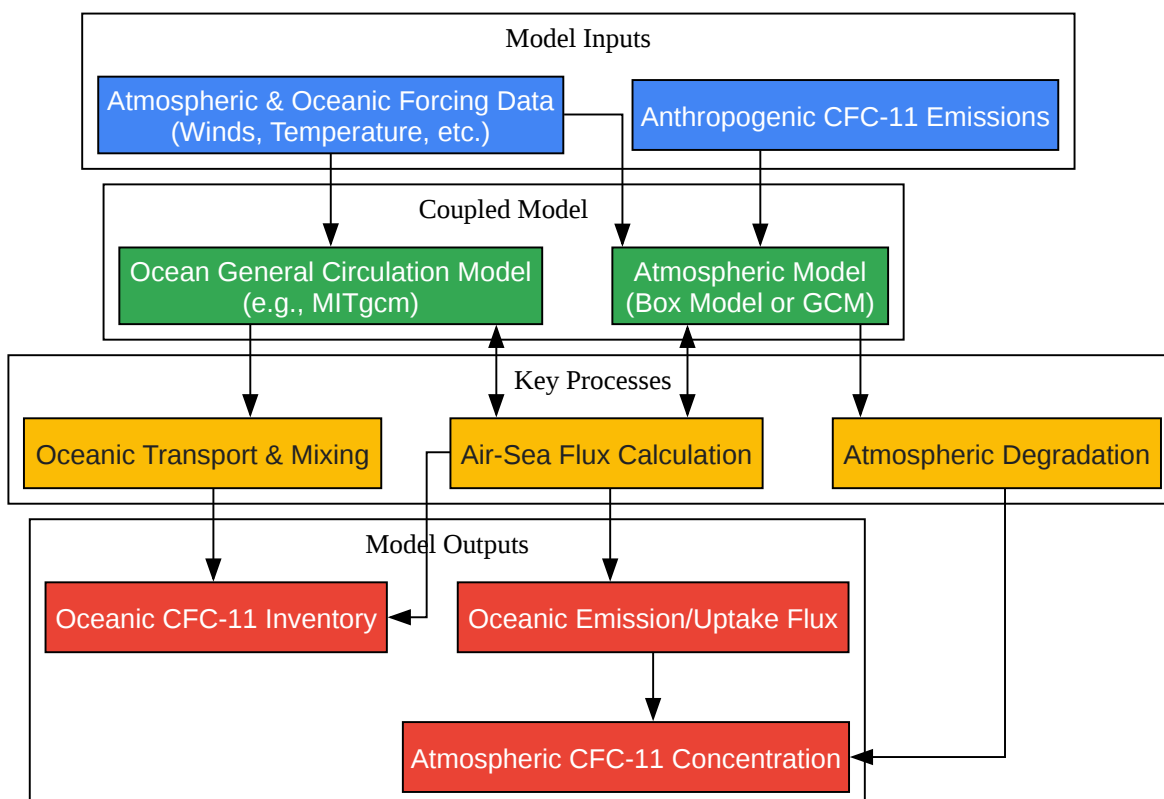 Model Inputs
Atmospheric & Oceanic Forcing Data
(Winds, Temperature, etc.)
Anthropogenic CFC-11 Emissions
Coupled Model
Ocean General Circulation Model
(e.g., MITgcm)
Atmospheric Model
(Box Model or GCM)
Key Processes
Oceanic Transport & Mixing
Air-Sea Flux Calculation
Atmospheric Degradation
Model Outputs
Oceanic CFC-11 Inventory
Oceanic Emission/Uptake Flux
Atmospheric CFC-11 Concentration